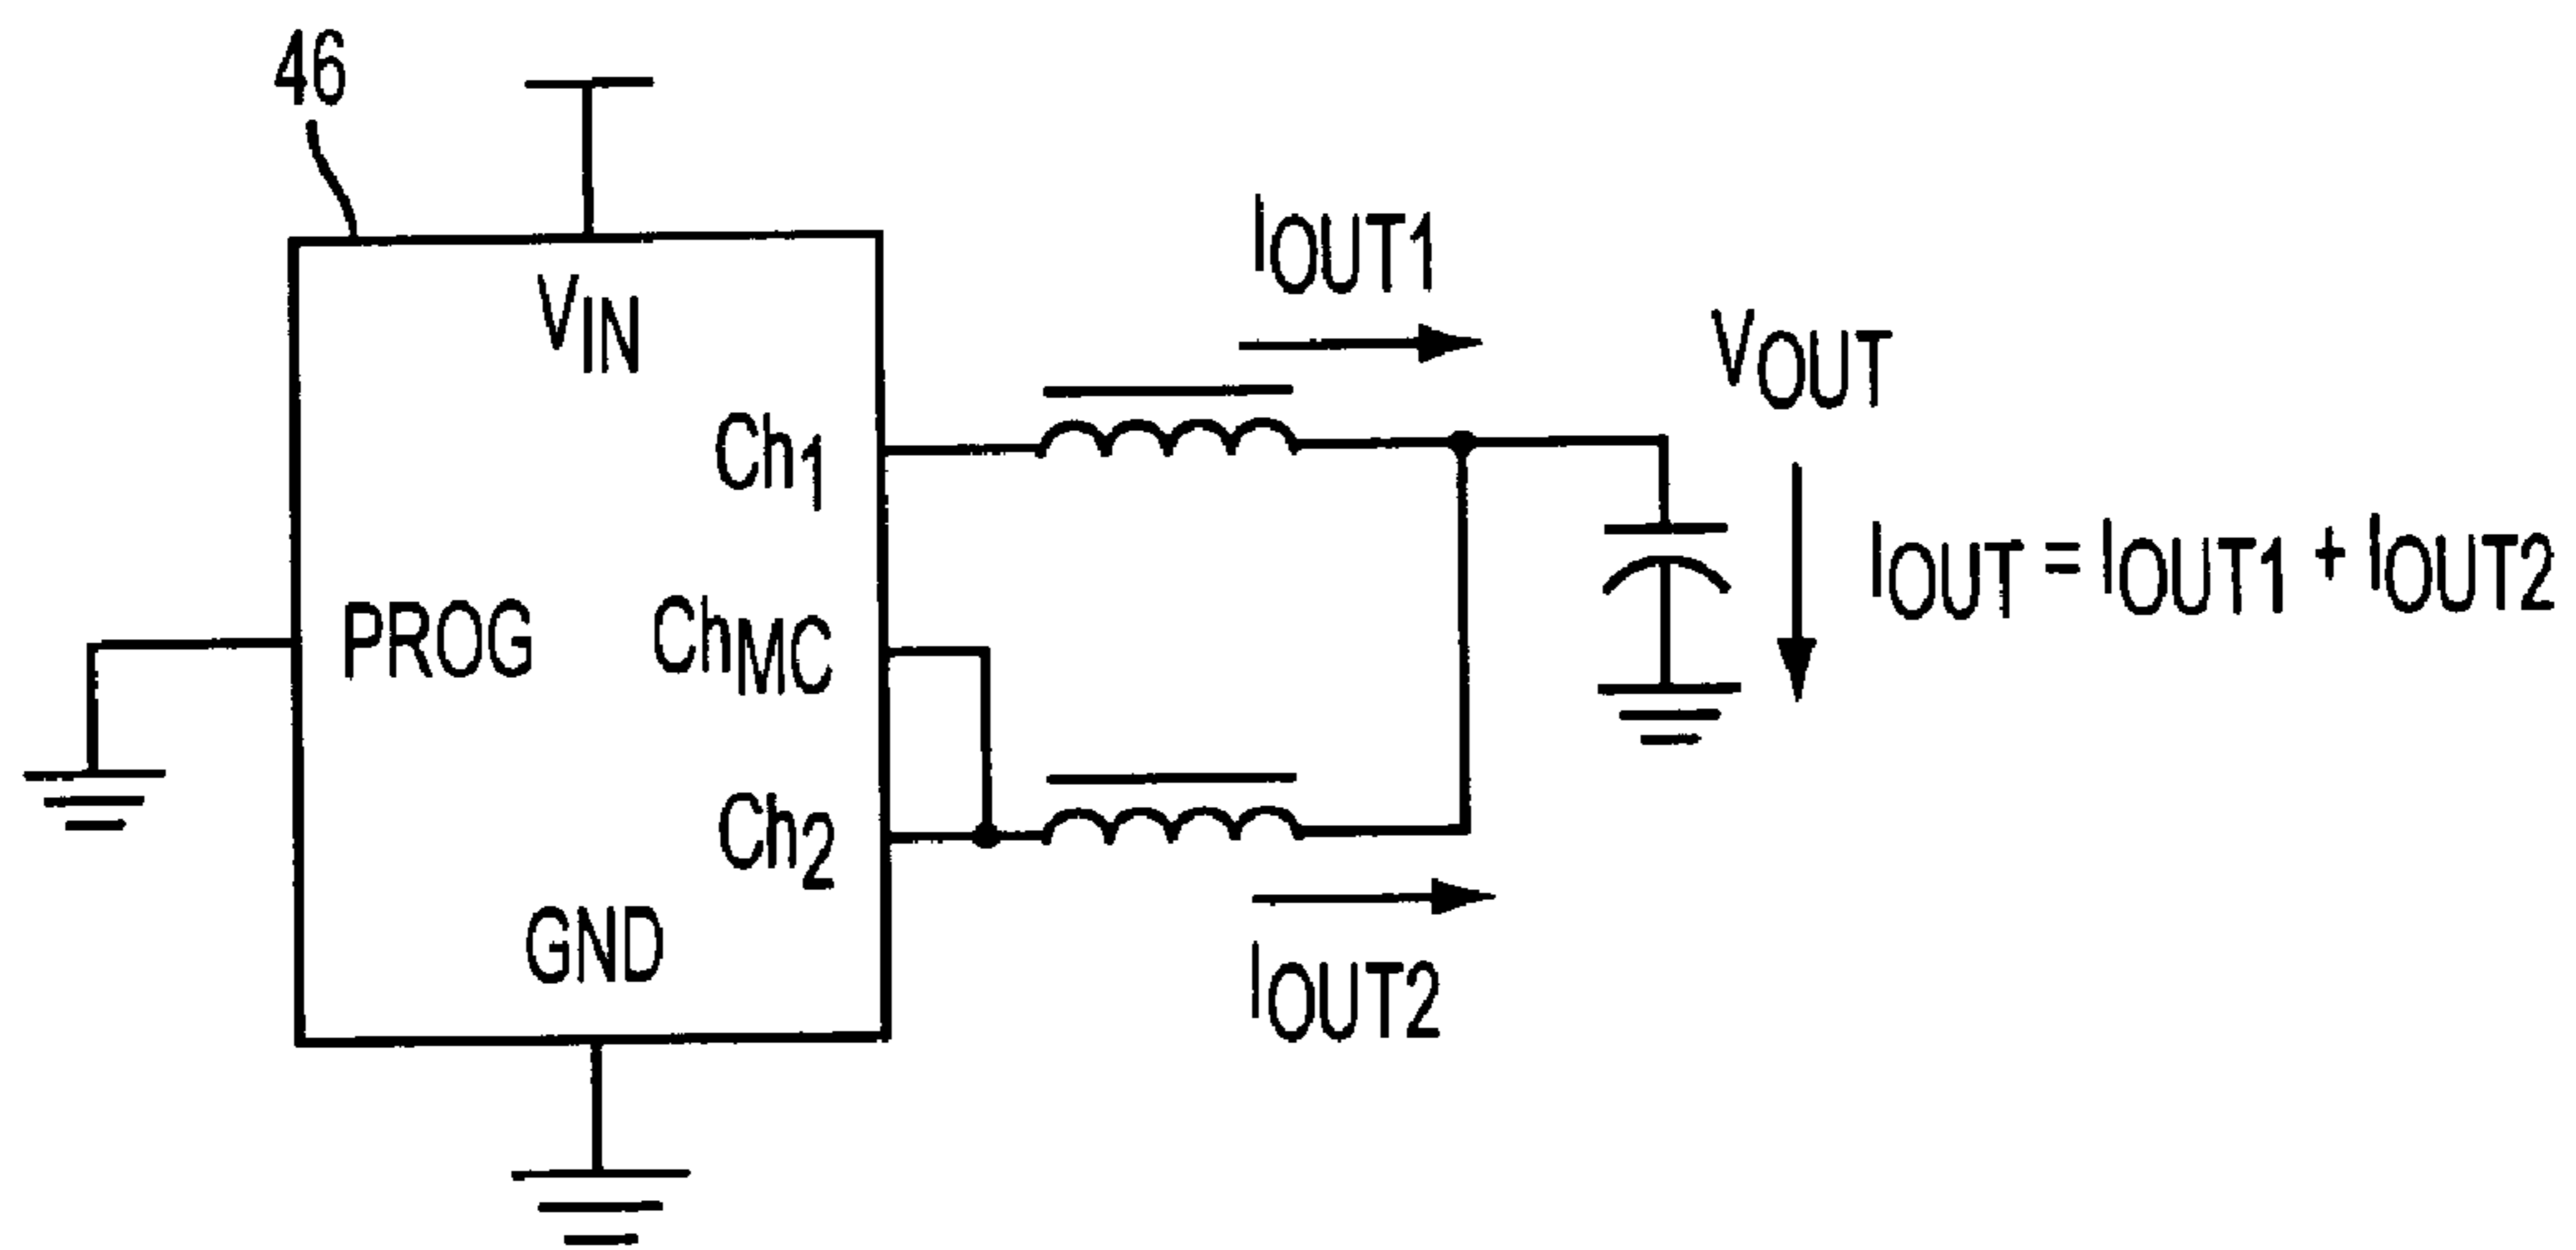 46
VIN
IOUT1
VOUT
Ch1
IOUT = IOUT1 + IOUT2
PROG
ChMC
Ch2
GND
IOUT2